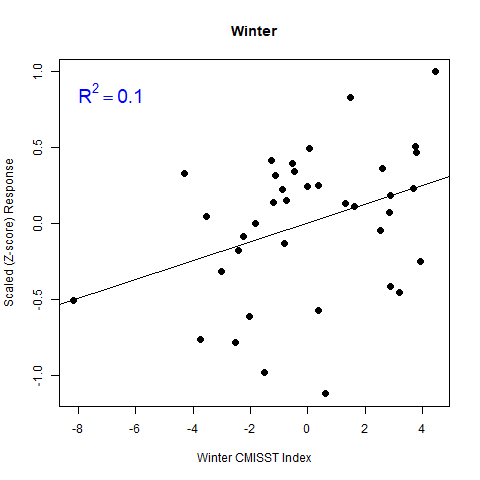 Winter
R² = 0.1
Scaled (Z-score) Response
1.0
0.5
0.0
-0.5
-1.0
-8 -6 -4 -2 0 2 4
Winter CMISST Index